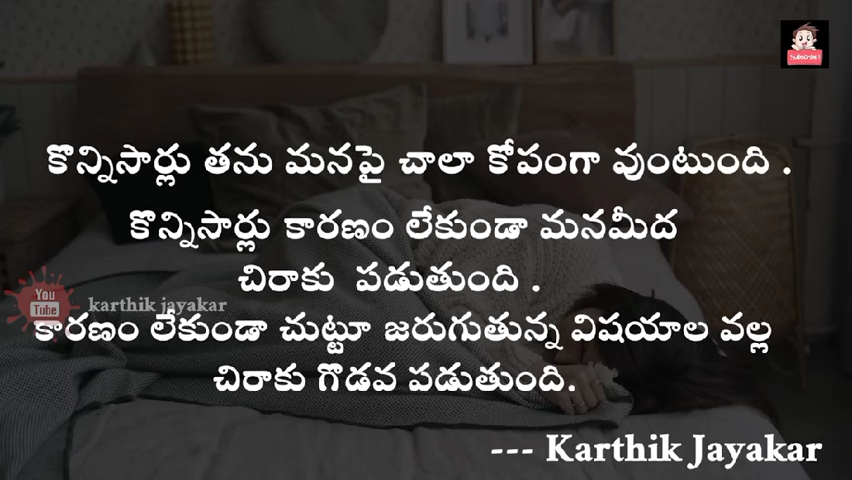 Subscribe
కొన్నిసార్లు తను మనపై చాలా కోపంగా వుంటుంది .
కొన్నిసార్లు కారణం లేకుండా మనమీద
చిరాకు పడుతుంది .
You Tube
karthik jayakar
కారణం లేకుండా చుట్టూ జరుగుతున్న విషయాల వల్ల
చిరాకు గొడవ పడుతుంది.
--- Karthik Jayakar